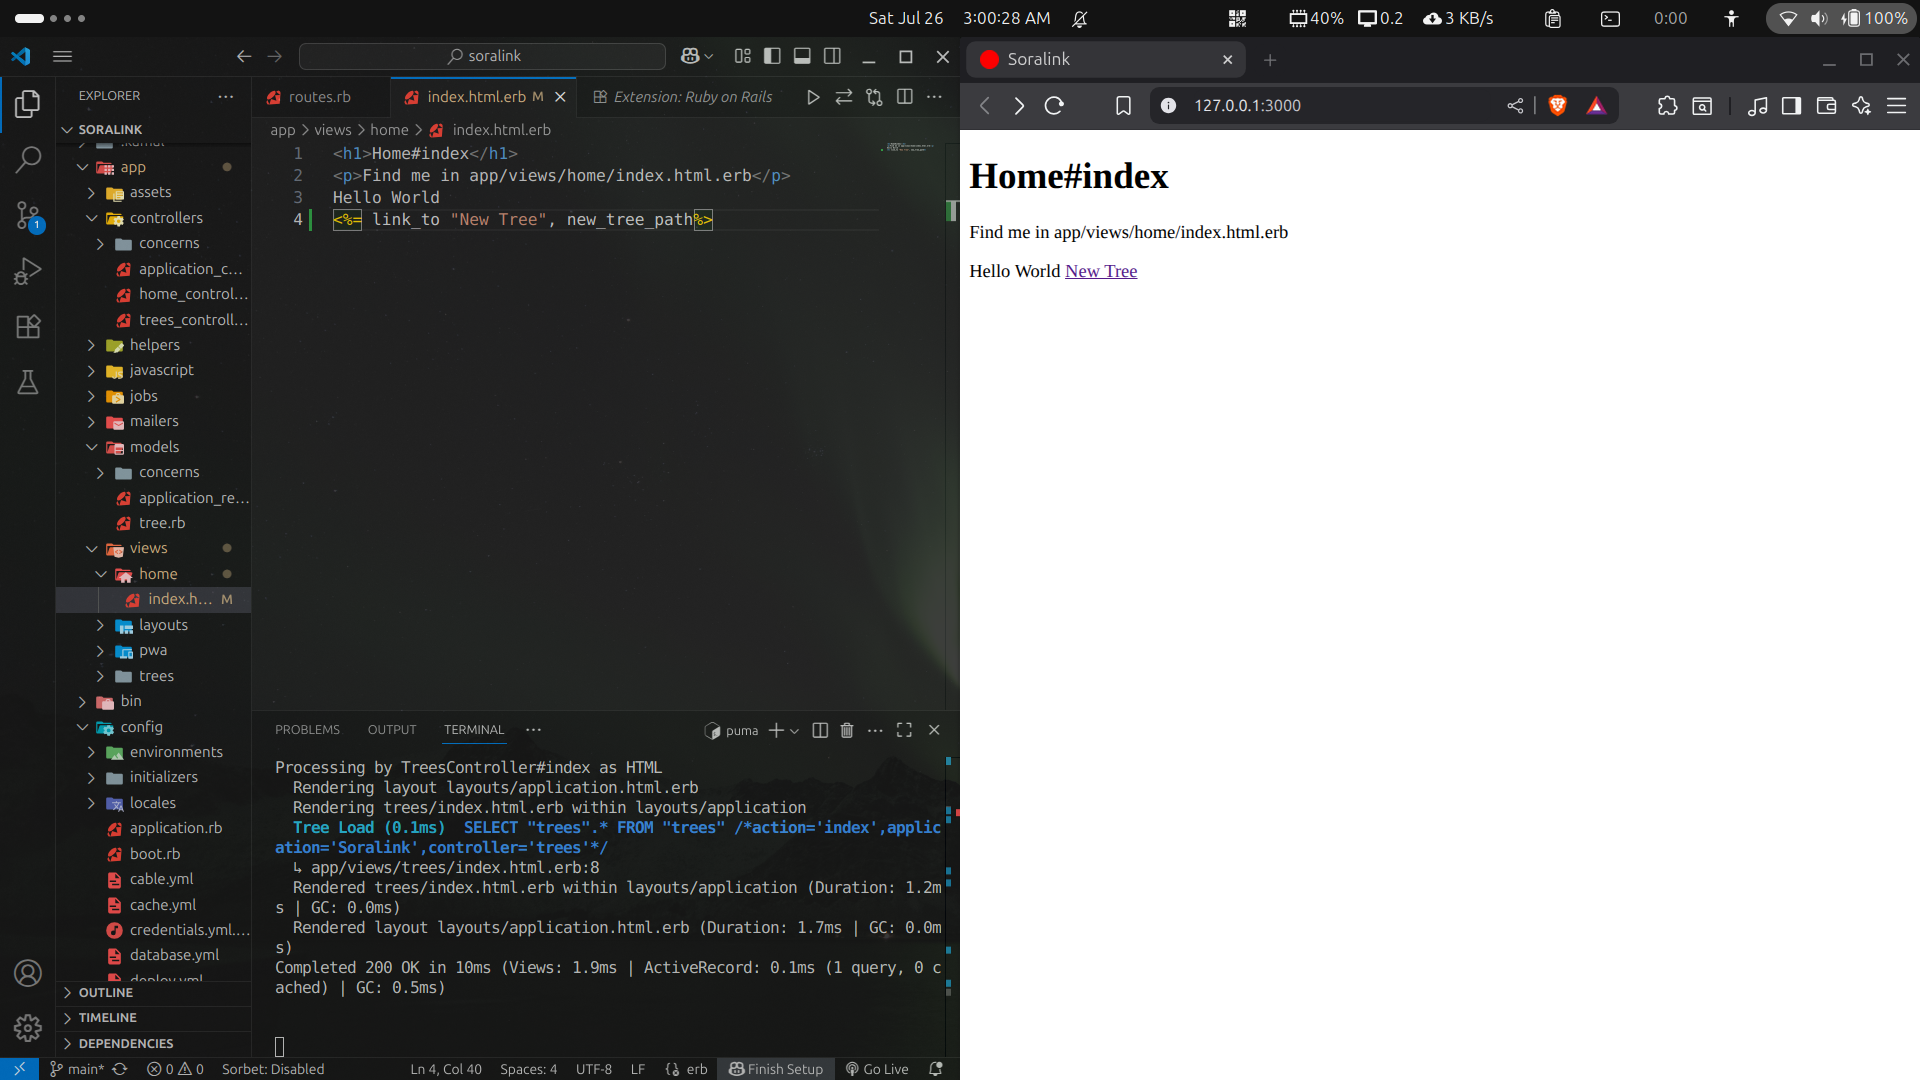 Sat Jul 26 3:00:28 AM
40% 0.2 3 KB/s 0:00 100%
soralink
Soralink
127.0.0.1:3000
EXPLORER
SORALINK
app
assets
controllers
concerns
application_c...
home_control...
trees_controll...
helpers
javascript
jobs
mailers
models
concerns
application_re...
tree.rb
views
home
index.h... M
layouts
pwa
trees
bin
config
environments
initializers
locales
application.rb
boot.rb
cable.yml
cache.yml
credentials.yml....
database.yml
deploy.yml
OUTLINE
TIMELINE
DEPENDENCIES
1
routes.rb
index.html.erb M
Extension: Ruby on Rails
app > views > home > index.html.erb
1 <h1>Home#index</h1>
2 <p>Find me in app/views/home/index.html.erb</p>
3 Hello World
4 <%= link_to "New Tree", new_tree_path%>
PROBLEMS OUTPUT TERMINAL
puma
Processing by TreesController#index as HTML
Rendering layout layouts/application.html.erb
Rendering trees/index.html.erb within layouts/application
Tree Load (0.1ms) SELECT "trees".* FROM "trees" /*action='index',applic
ation='Soralink',controller='trees'*/
↳ app/views/trees/index.html.erb:8
Rendered trees/index.html.erb within layouts/application (Duration: 1.2m
s | GC: 0.0ms)
Rendered layout layouts/application.html.erb (Duration: 1.7ms | GC: 0.0m
s)
Completed 200 OK in 10ms (Views: 1.9ms | ActiveRecord: 0.1ms (1 query, 0 c
ached) | GC: 0.5ms)
main* 0 0 Sorbet: Disabled Ln 4, Col 40 Spaces: 4 UTF-8 LF erb Finish Setup Go Live
Home#index
Find me in app/views/home/index.html.erb
Hello World New Tree